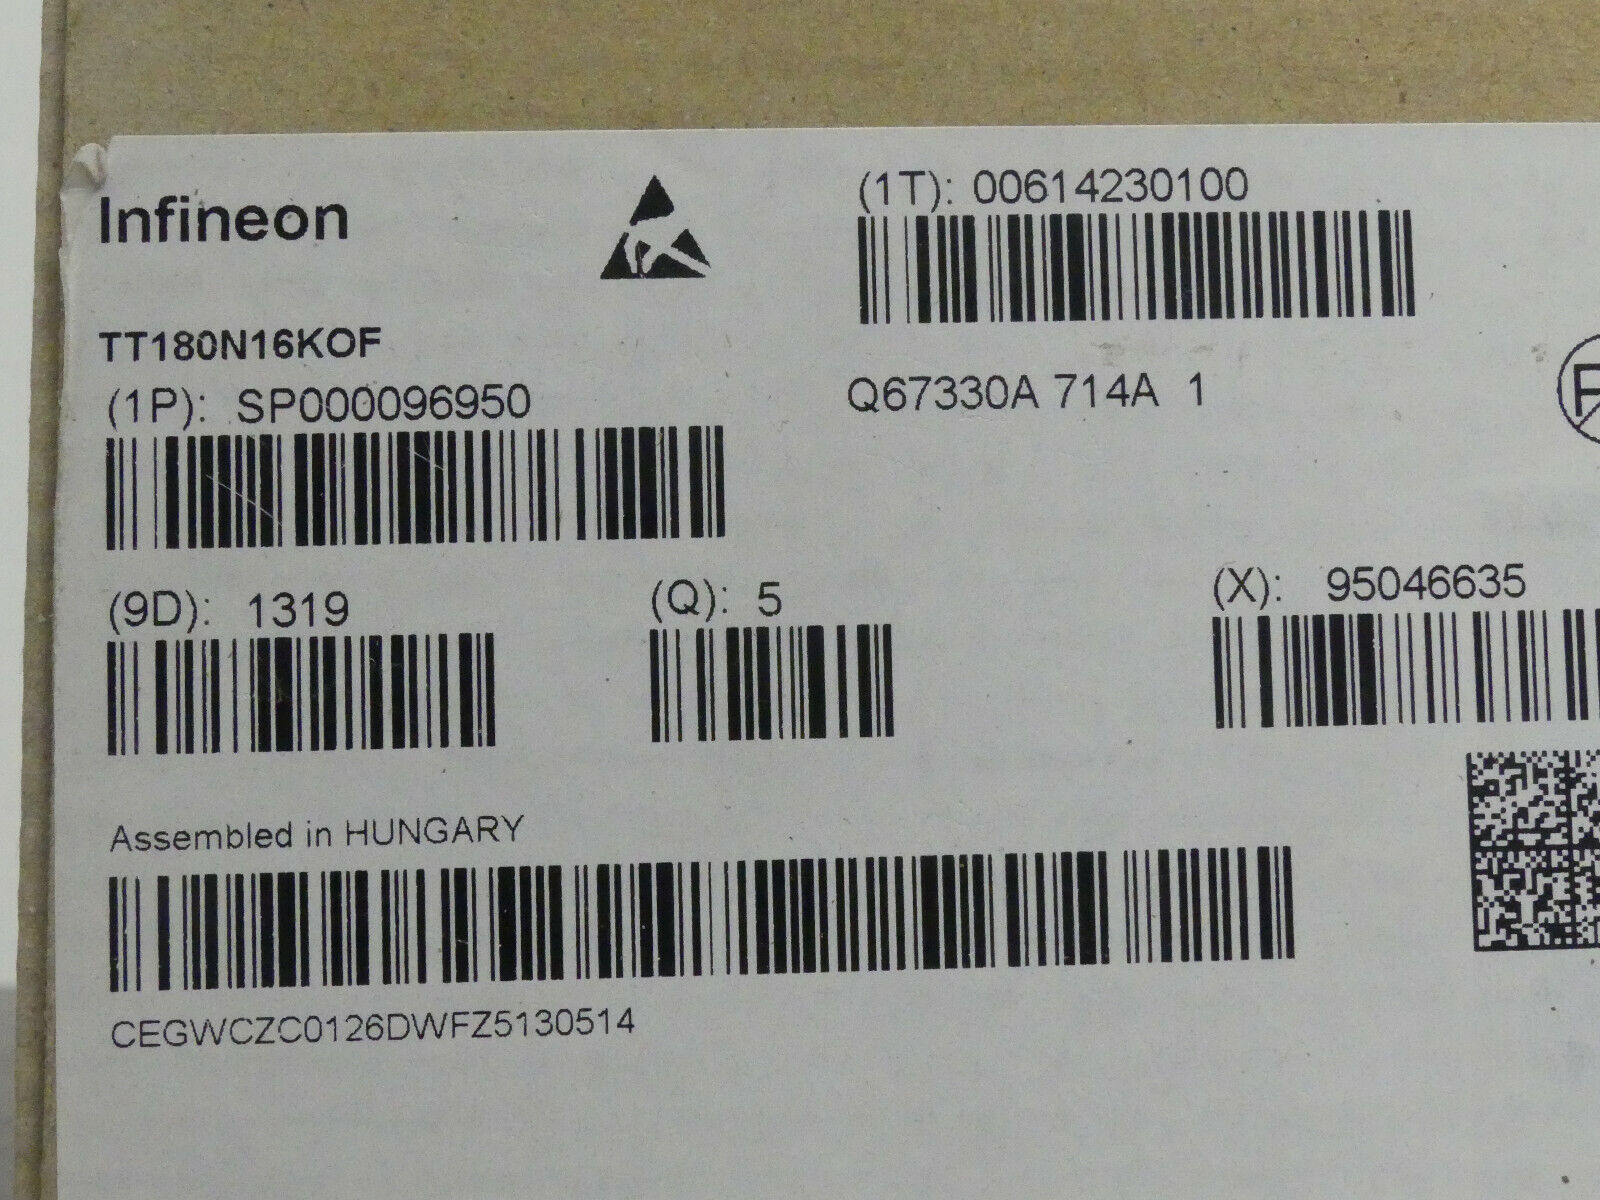 Infineon
(1T): 00614230100
TT180N16KOF
(1P): SP000096950
Q67330A 714A 1
(9D): 1319
(Q): 5
(X): 95046635
Assembled in HUNGARY
CEGWCZC0126DWFZ5130514